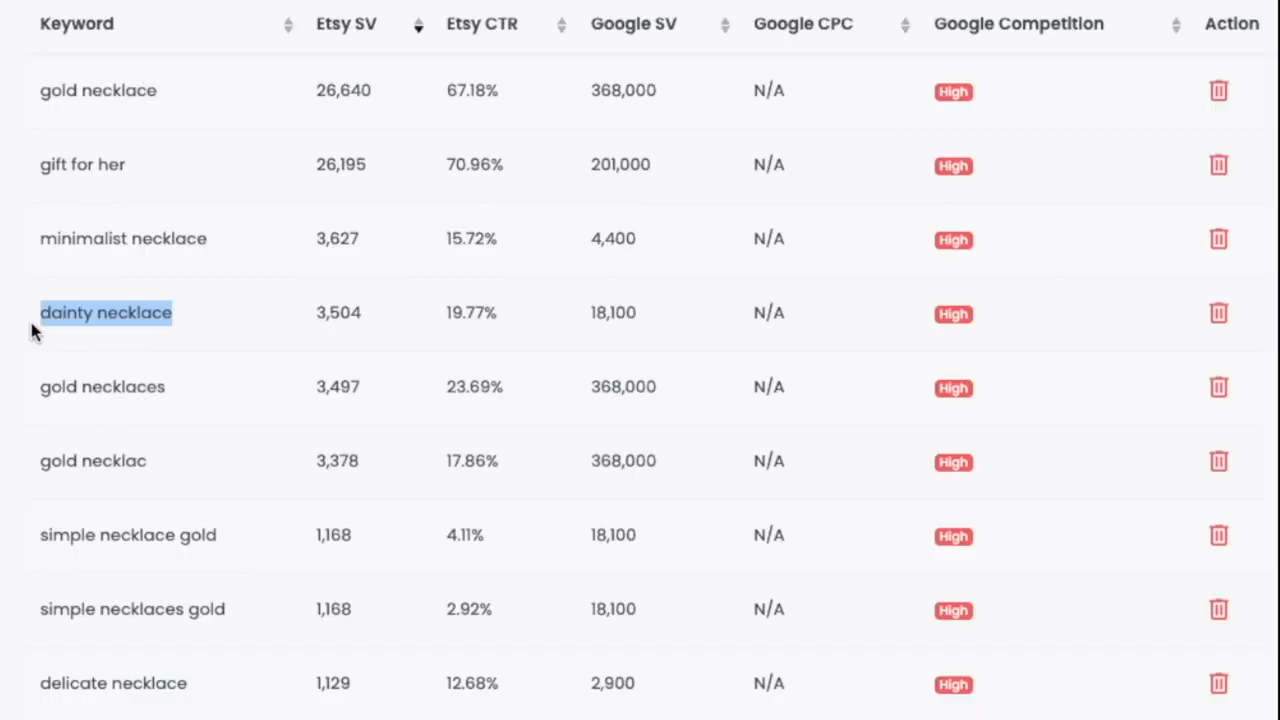 Keyword Etsy SV Etsy CTR Google SV Google CPC Google Competition Action
gold necklace 26,640 67.18% 368,000 N/A High
gift for her 26,195 70.96% 201,000 N/A High
minimalist necklace 3,627 15.72% 4,400 N/A High
dainty necklace 3,504 19.77% 18,100 N/A High
gold necklaces 3,497 23.69% 368,000 N/A High
gold necklac 3,378 17.86% 368,000 N/A High
simple necklace gold 1,168 4.11% 18,100 N/A High
simple necklaces gold 1,168 2.92% 18,100 N/A High
delicate necklace 1,129 12.68% 2,900 N/A High